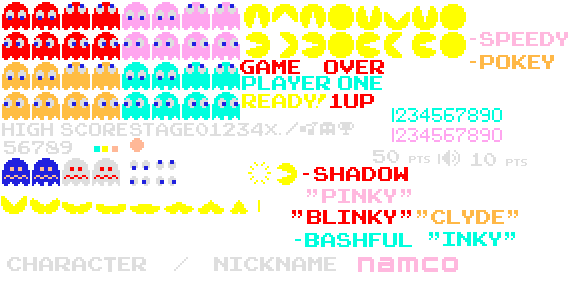 -SPEEDY
-POKEY
GAME OVER
PLAYER ONE
READY! 1UP
1234567890
HIGH SCORESTAGE01234X./-
1234567890
56789
50 PTS 10 PTS
-SHADOW
"PINKY"
"BLINKY" "CLYDE"
-BASHFUL "INKY"
CHARACTER / NICKNAME namco